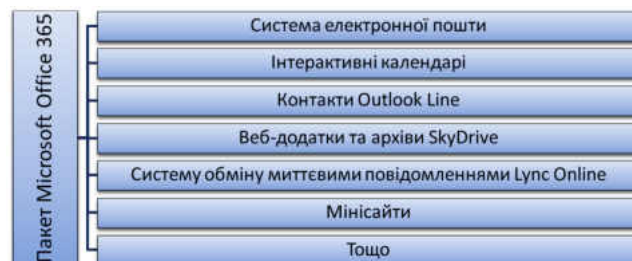 Пакет Microsoft Office 365
Система електронної пошти
Інтерактивні календарі
Контакти Outlook Line
Веб-додатки та архіви SkyDrive
Систему обміну миттєвими повідомленнями Lync Online
Мінісайти
Тощо